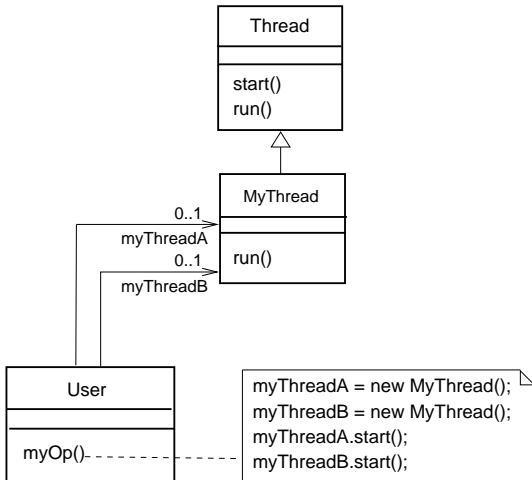 Thread
start()
run()
MyThread
run()
0..1
myThreadA
0..1
myThreadB
User
myOp()
myThreadA = new MyThread();
myThreadB = new MyThread();
myThreadA.start();
myThreadB.start();